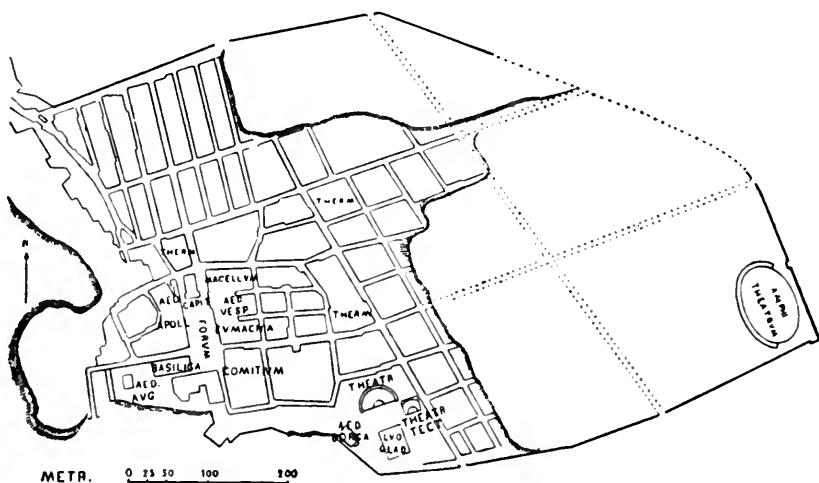 THERM
THERM
MACELLVM
AED.
APOLL
CAPIT
AED
VESP
THERM
EVMACHIA
FORVM
BASILICA
COMITIVM
AED.
AVG
THEATR
THEATR
TECT
AED
DORICA
LVD
GLAD
AMPHI
THEATRVM
N
METR. 0 25 50 100 200